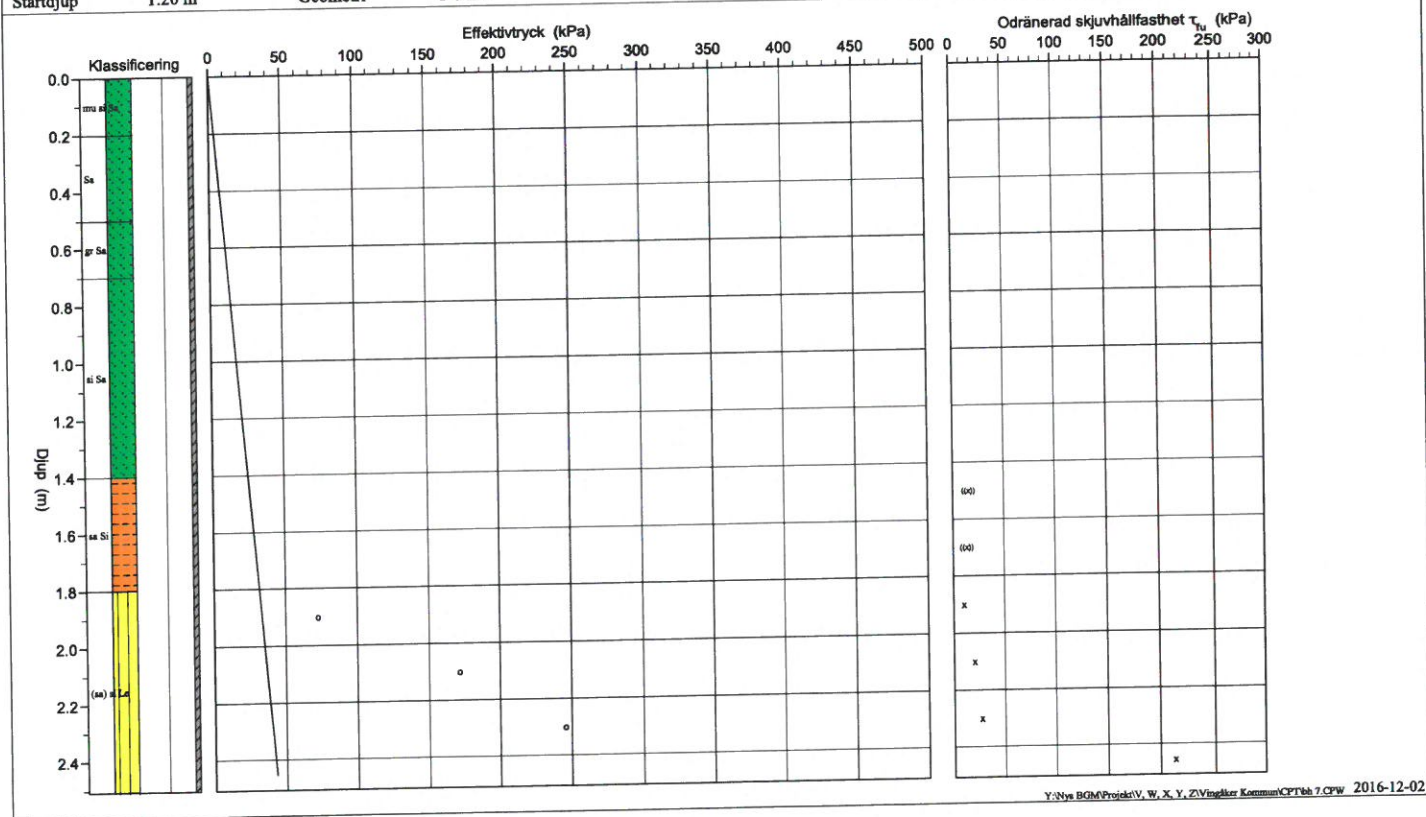 Startdjup 1.20 m
Effektivtryck (kPa)
Odränerad skjuvhållfasthet τfu (kPa)
Klassificering
0 50 100 150 200 250 300 350 400 450 500
0 50 100 150 200 250 300
0.0
mu si Sa
0.2
Sa
0.4
0.6 gr Sa
0.8
1.0
si Sa
1.2
Djup (m)
1.4
((x))
1.6 sa Si
((x))
1.8
x
2.0
x
(sa) si Le
2.2
x
2.4
x
Y:\Nya BGM\Projekt\V, W, X, Y, Z\Vingåker Kommun\CPT\bh 7.CPW 2016-12-02